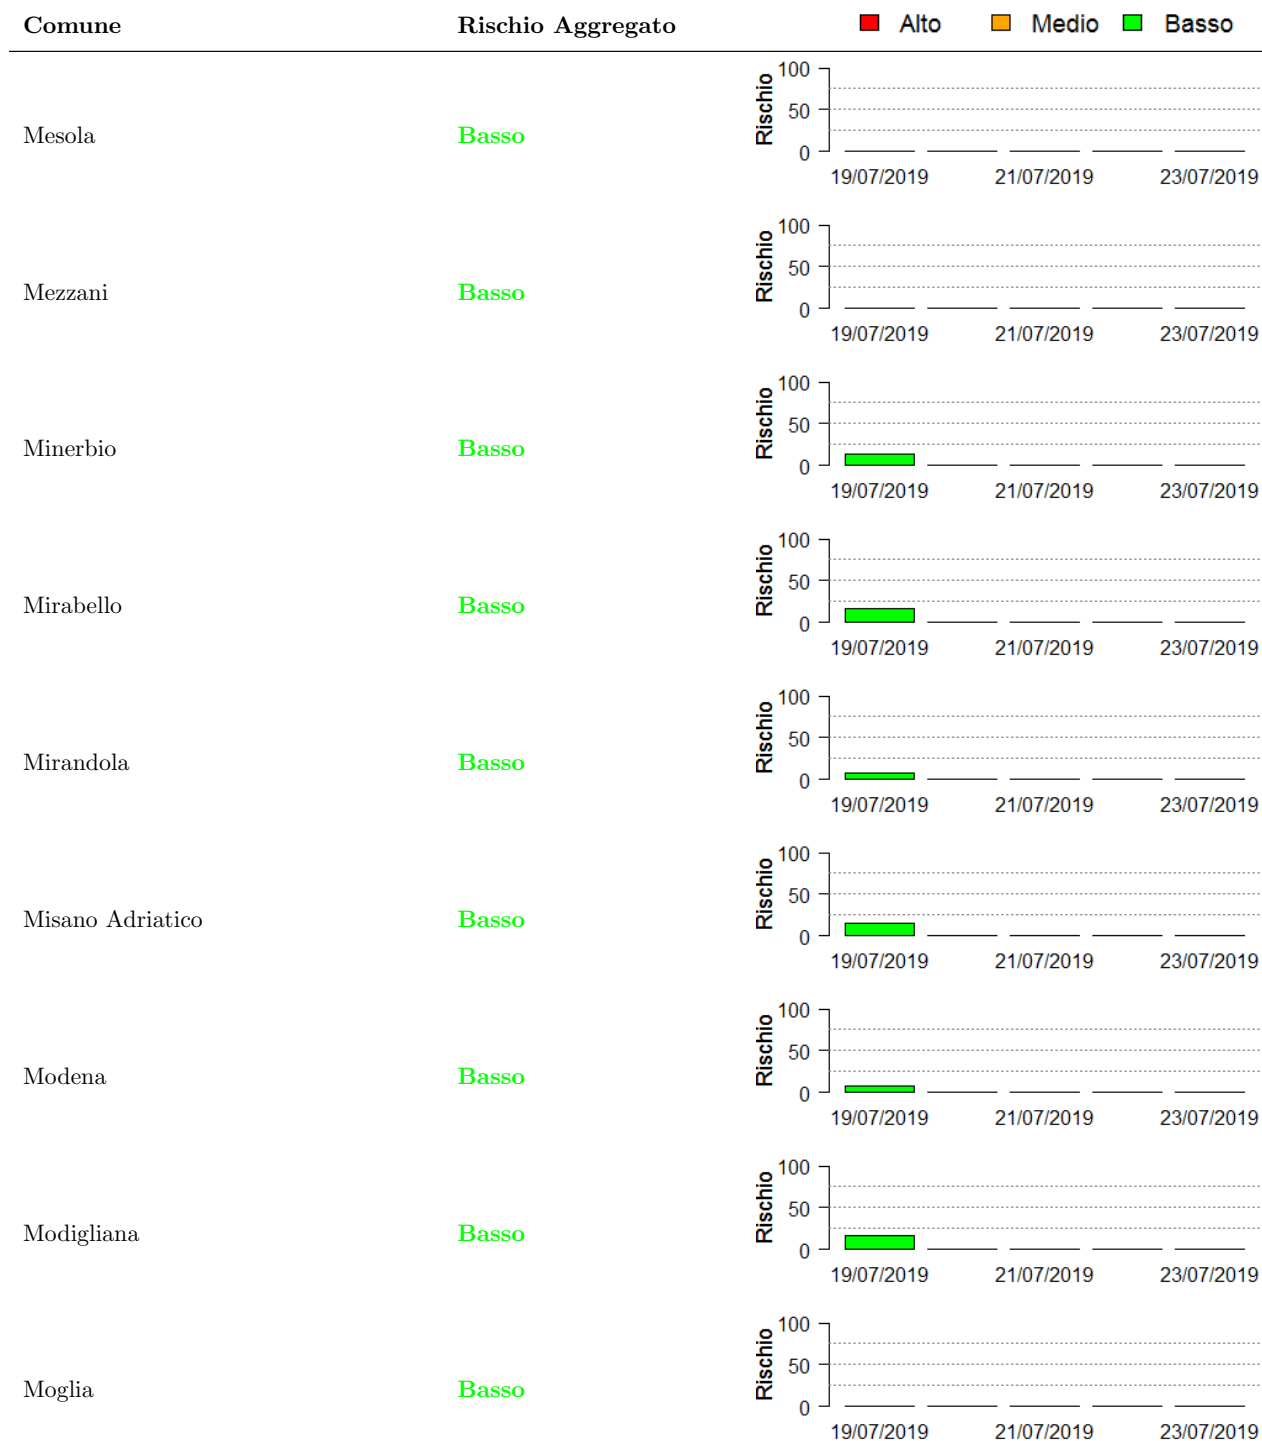 Comune Rischio Aggregato Alto Medio Basso
100
50
0
Rischio
Mesola Basso
19/07/2019 21/07/2019 23/07/2019
100
50
0
Rischio
Mezzani Basso
19/07/2019 21/07/2019 23/07/2019
100
50
0
Rischio
Minerbio Basso
19/07/2019 21/07/2019 23/07/2019
100
50
0
Rischio
Mirabello Basso
19/07/2019 21/07/2019 23/07/2019
100
50
0
Rischio
Mirandola Basso
19/07/2019 21/07/2019 23/07/2019
100
50
0
Rischio
Misano Adriatico Basso
19/07/2019 21/07/2019 23/07/2019
100
50
0
Rischio
Modena Basso
19/07/2019 21/07/2019 23/07/2019
100
50
0
Rischio
Modigliana Basso
19/07/2019 21/07/2019 23/07/2019
100
50
0
Rischio
Moglia Basso
19/07/2019 21/07/2019 23/07/2019